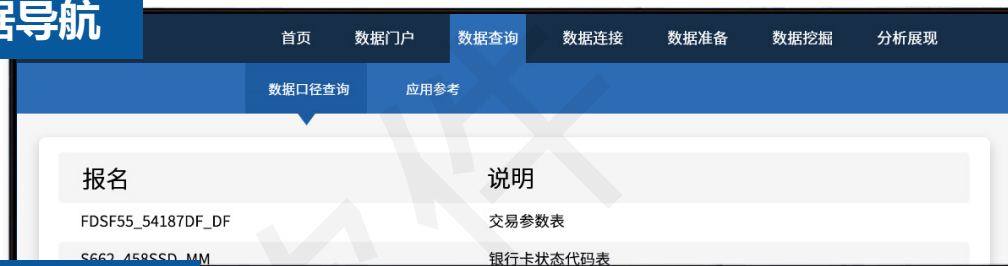 据导航
首页 数据门户 数据查询 数据连接 数据准备 数据挖掘 分析展现
数据口径查询 应用参考
报名 说明
FDSF55_54187DF_DF 交易参数表
S662_458SSD_MM 银行卡状态代码表